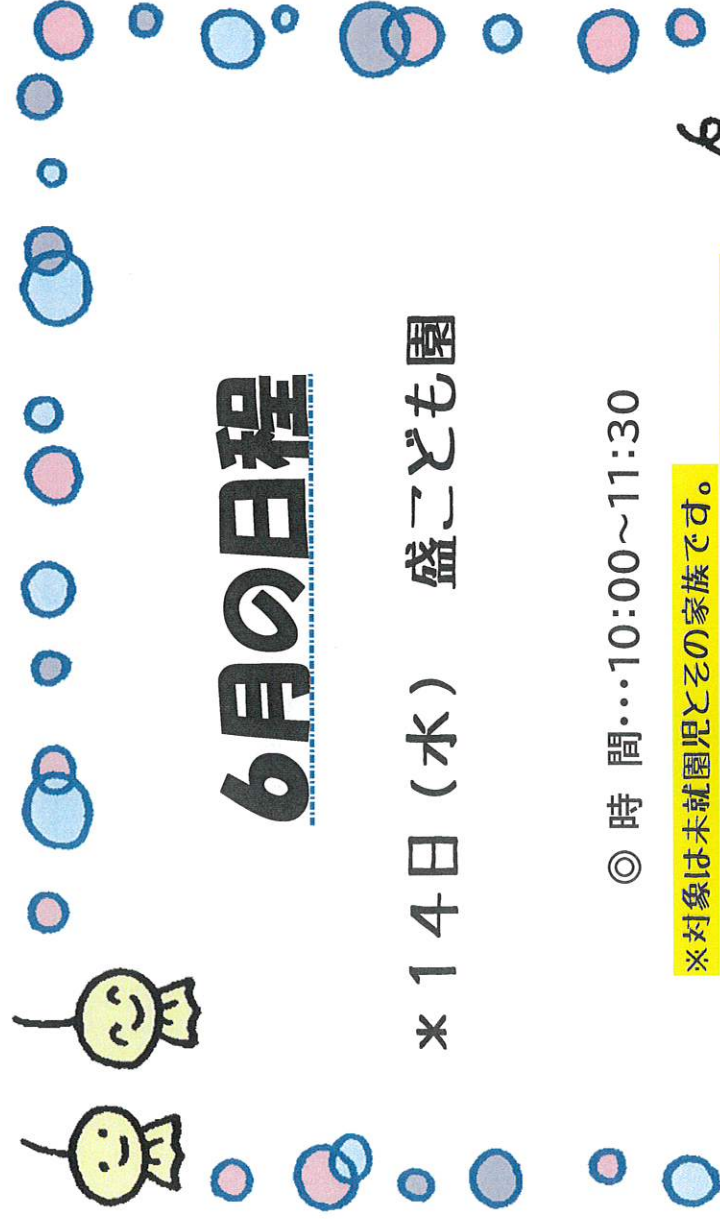 6月の日程
＊１４日（水） 盛こども園
◎ 時 間･･･10:00～11:30
※対象は未就園児とその家族です。